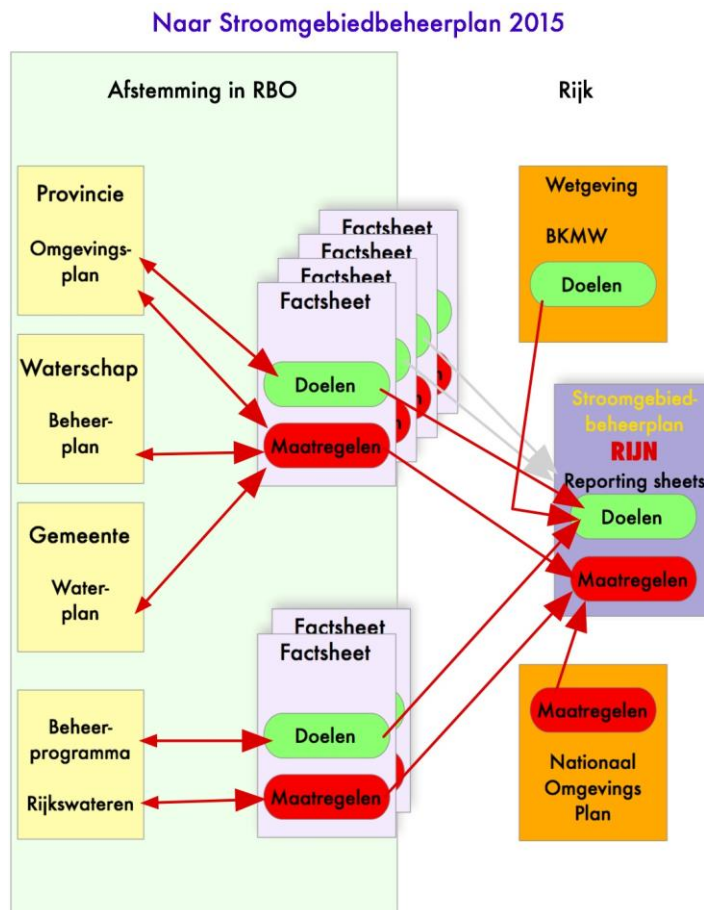 Naar Stroomgebiedbeheerplan 2015
Afstemming in RBO
Rijk
Provincie
Omgevings-
plan
Waterschap
Beheer-
plan
Gemeente
Water-
plan
Beheer-
programma
Rijkswateren
Factsheet
Factsheet
Factsheet
Factsheet
Doelen
Maatregelen
Factsheet
Factsheet
Doelen
Maatregelen
Wetgeving
BKMW
Doelen
Stroomgebied-
beheerplan
RIJN
Reporting sheets
Doelen
Maatregelen
Maatregelen
Nationaal
Omgevings
Plan